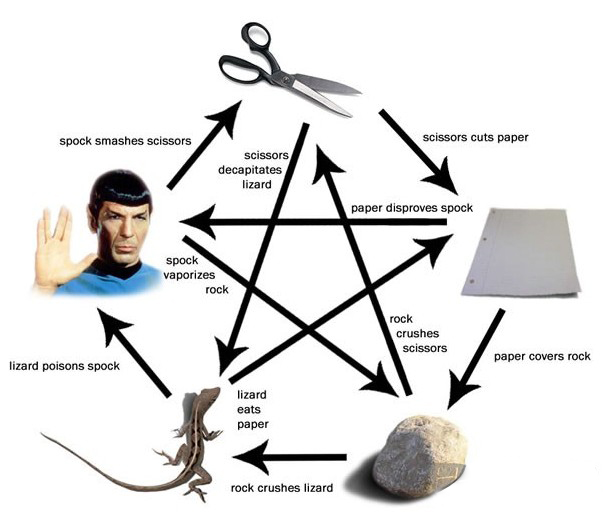 spock smashes scissors
scissors cuts paper
scissors
decapitates
lizard
paper disproves spock
spock
vaporizes
rock
rock
crushes
scissors
paper covers rock
lizard poisons spock
lizard
eats
paper
rock crushes lizard